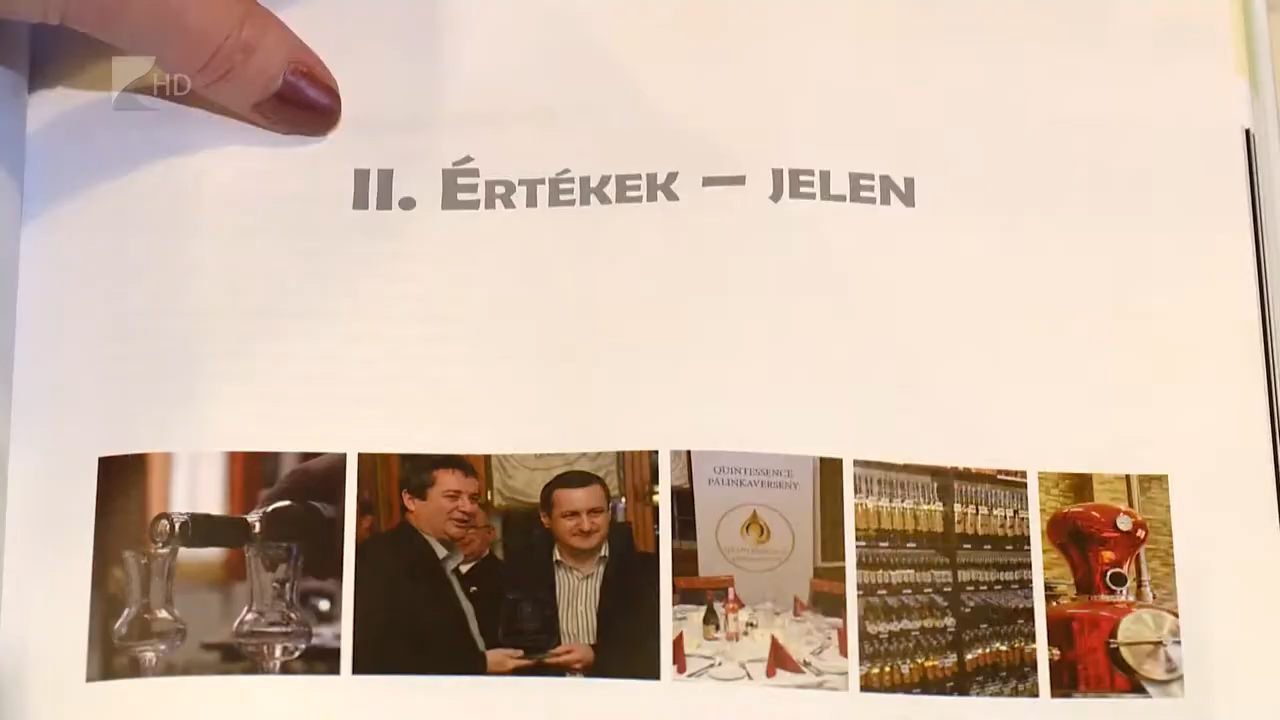 HD
II. ÉRTÉKEK – JELEN
QUINTESSENCE
PÁLINKAVERSENY